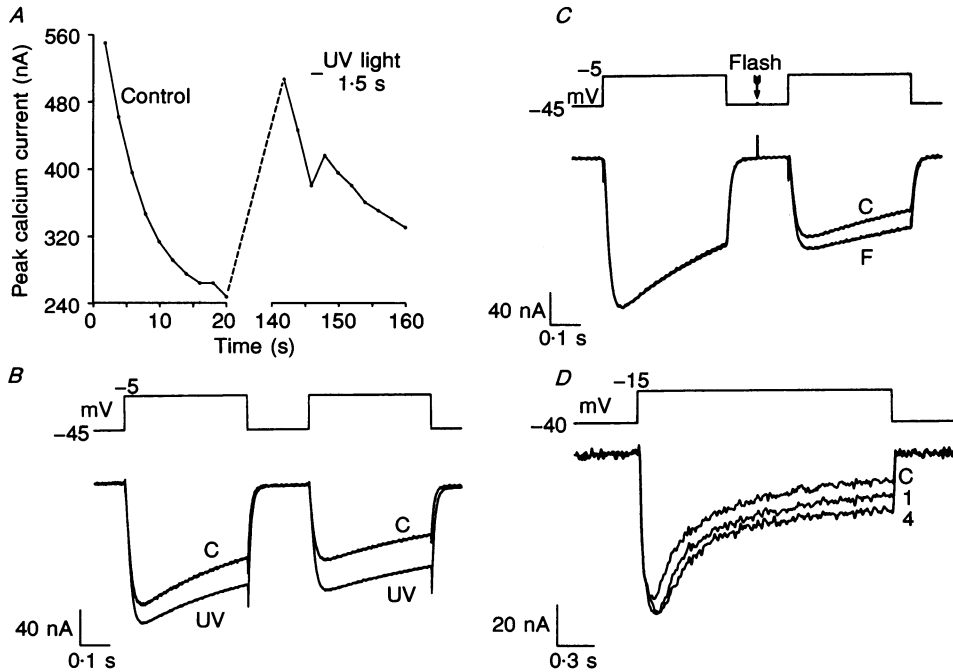 A
560
480
400
320
240
Peak calcium current (nA)
Control
UV light
1·5 s
0
10
20
140
150
160
Time (s)
B
−5
mV
−45
C
UV
C
UV
40 nA
0·1 s
C
Flash
−5
mV
−45
C
F
40 nA
0·1 s
D
−15
mV
−40
C
1
4
20 nA
0·3 s